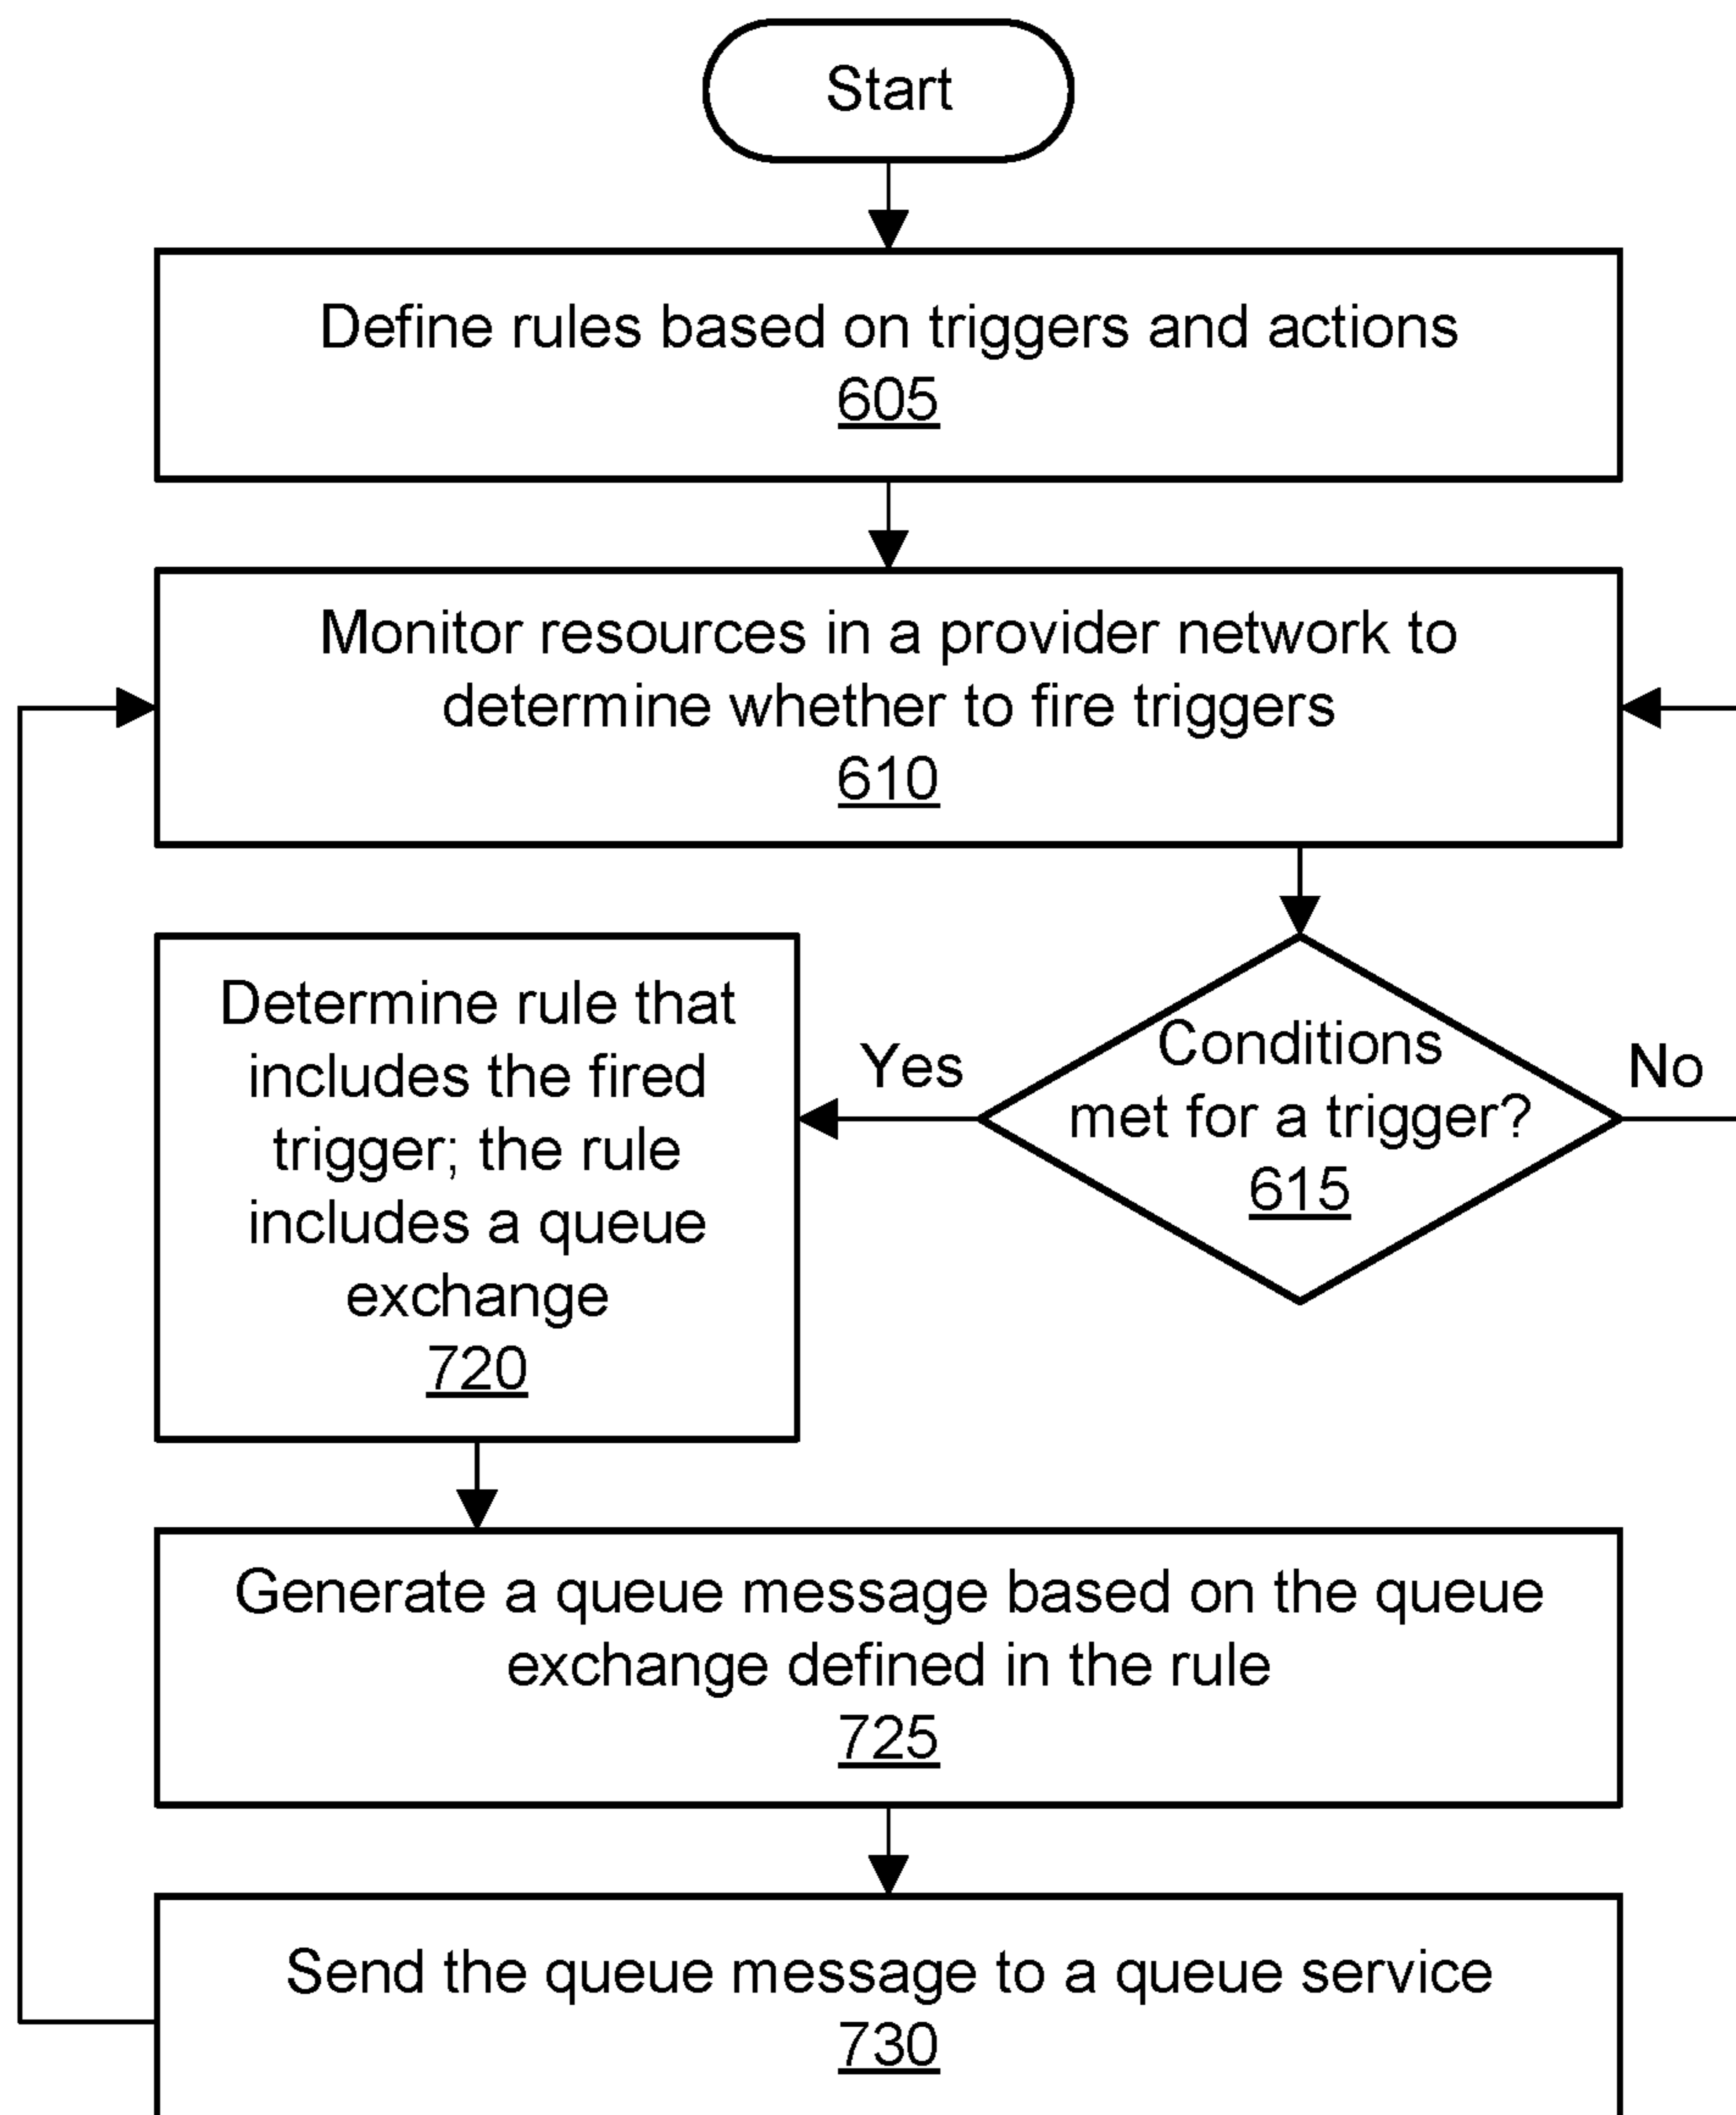 Start
Define rules based on triggers and actions
605
Monitor resources in a provider network to
determine whether to fire triggers
610
Determine rule that
includes the fired
trigger; the rule
includes a queue
exchange
720
Yes
Conditions
met for a trigger?
615
No
Generate a queue message based on the queue
exchange defined in the rule
725
Send the queue message to a queue service
730